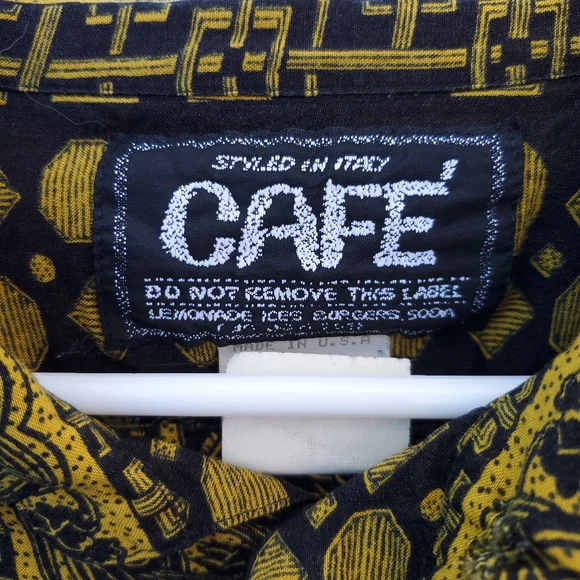 STYLED IN ITALY
CAFÉ
DO NOT REMOVE THIS LABEL
LEMONADE ICES BURGERS SODA
MADE IN U.S.A